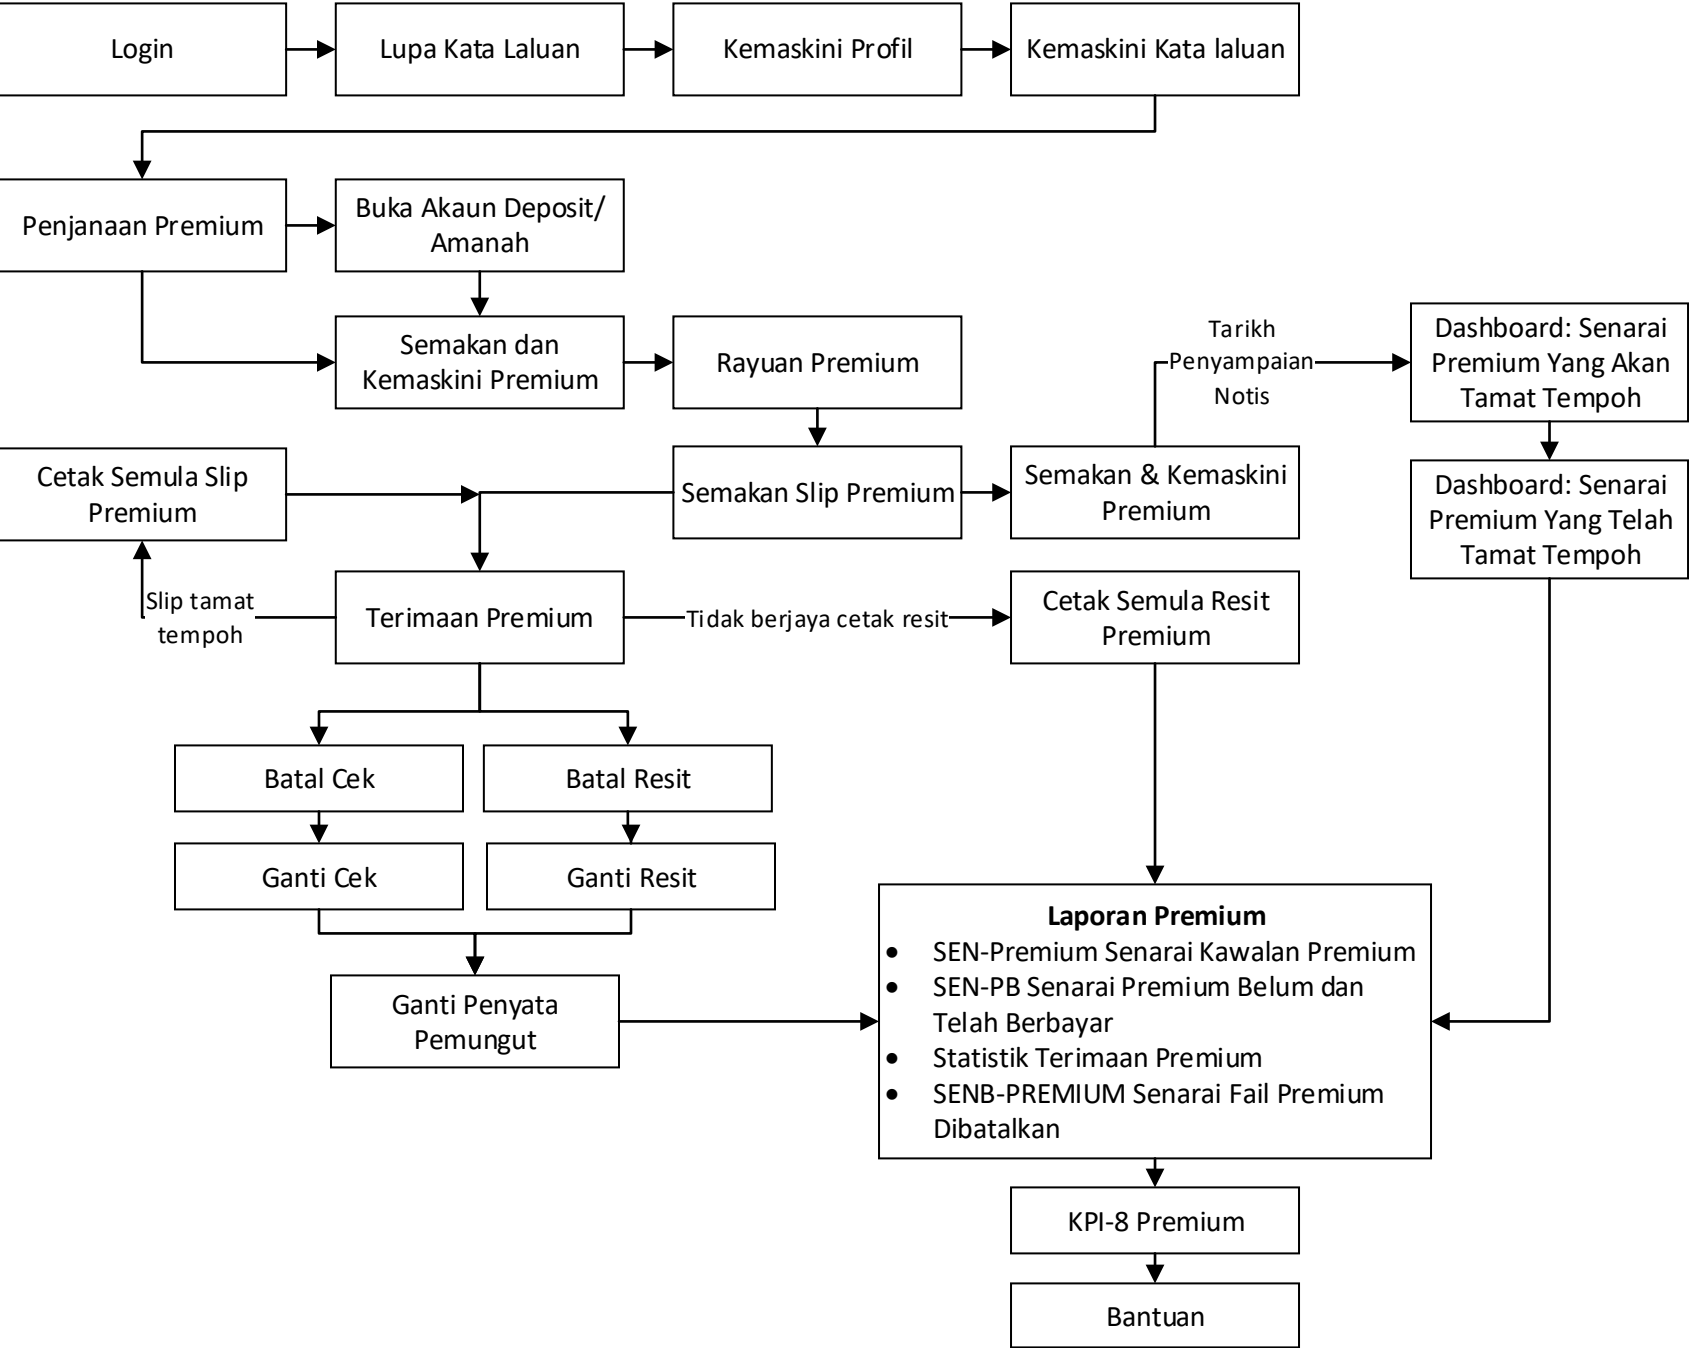 Login
Lupa Kata Laluan
Kemaskini Profil
Kemaskini Kata laluan
Penjanaan Premium
Buka Akaun Deposit/
Amanah
Semakan dan
Kemaskini Premium
Rayuan Premium
Tarikh
Penyampaian
Notis
Dashboard: Senarai
Premium Yang Akan
Tamat Tempoh
Cetak Semula Slip
Premium
Semakan Slip Premium
Semakan & Kemaskini
Premium
Dashboard: Senarai
Premium Yang Telah
Tamat Tempoh
Slip tamat
tempoh
Terimaan Premium
Tidak berjaya cetak resit
Cetak Semula Resit
Premium
Batal Cek
Batal Resit
Ganti Cek
Ganti Resit
Ganti Penyata
Pemungut
Laporan Premium
• SEN-Premium Senarai Kawalan Premium
• SEN-PB Senarai Premium Belum dan
Telah Berbayar
• Statistik Terimaan Premium
• SENB-PREMIUM Senarai Fail Premium
Dibatalkan
KPI-8 Premium
Bantuan